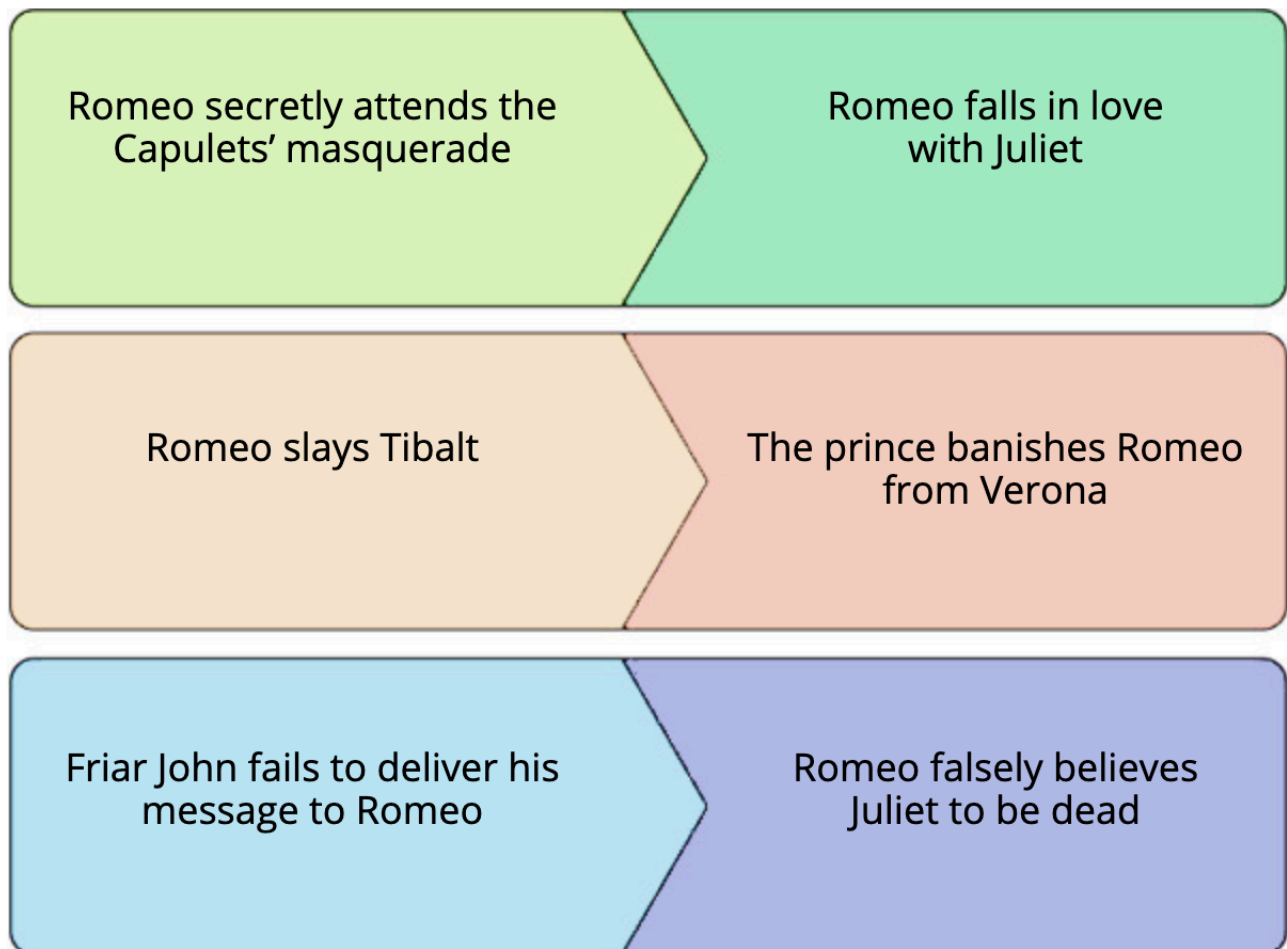 Romeo secretly attends the
Capulets’ masquerade
Romeo falls in love
with Juliet
Romeo slays Tibalt
The prince banishes Romeo
from Verona
Friar John fails to deliver his
message to Romeo
Romeo falsely believes
Juliet to be dead